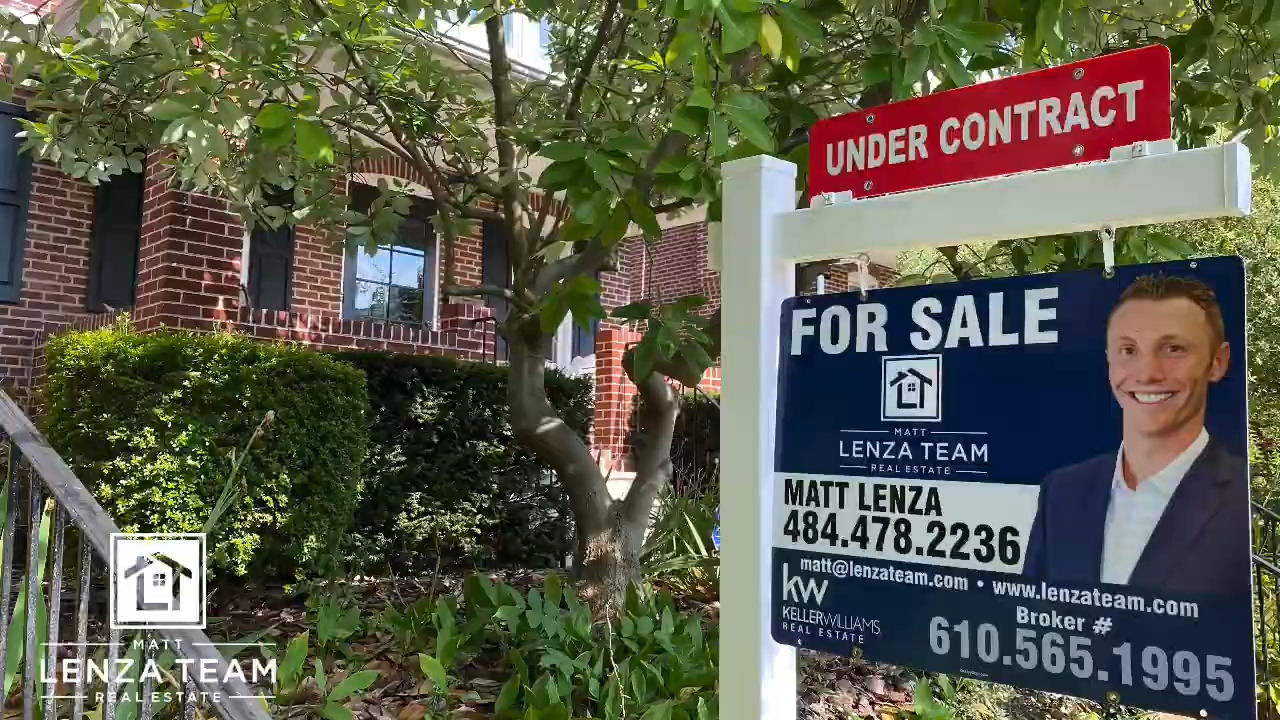 UNDER CONTRACT
FOR SALE
MATT
LENZA TEAM
REAL ESTATE
MATT LENZA
484.478.2236
matt@lenzateam.com • www.lenzateam.com
kw
KELLERWILLIAMS
REAL ESTATE
Broker #
610.565.1995
MATT
LENZA TEAM
REAL ESTATE